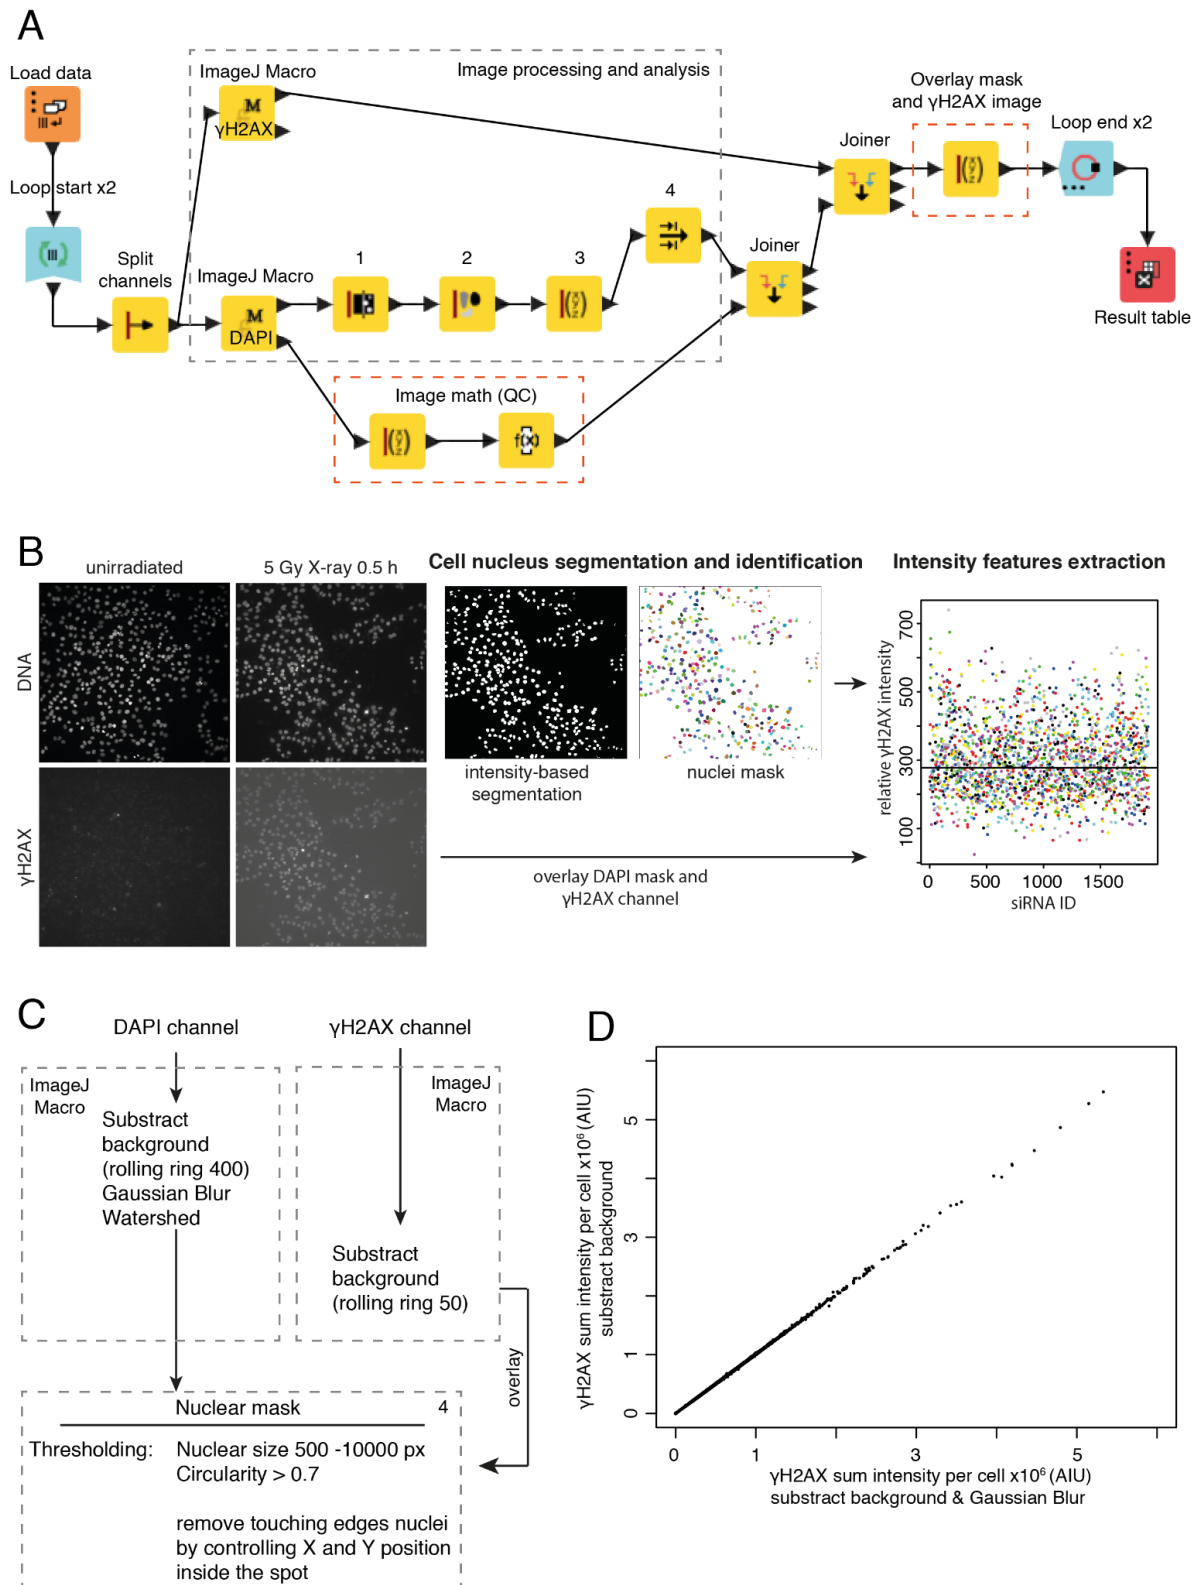 A
Load data
ImageJ Macro
Image processing and analysis
M
γH2AX
Overlay mask
and γH2AX image
Loop end x2
Joiner
Loop start x2
4
Split
channels
ImageJ Macro
1
2
3
Joiner
M
DAPI
Result table
Image math (QC)
f(x)
B
unirradiated
5 Gy X-ray 0.5 h
Cell nucleus segmentation and identification
Intensity features extraction
DNA
γH2AX
intensity-based
segmentation
nuclei mask
overlay DAPI mask and
γH2AX channel
relative γH2AX intensity
700
500
300
100
0
500
1000
1500
siRNA ID
C
DAPI channel
γH2AX channel
ImageJ
Macro
ImageJ
Macro
Substract
background
(rolling ring 400)
Gaussian Blur
Watershed
Substract
background
(rolling ring 50)
overlay
Nuclear mask
4
Thresholding:
Nuclear size 500 -10000 px
Circularity > 0.7
remove touching edges nuclei
by controlling X and Y position
inside the spot
D
γH2AX sum intensity per cell x10⁶ (AIU)
substract background
5
3
1
0
0
1
3
5
γH2AX sum intensity per cell x10⁶ (AIU)
substract background & Gaussian Blur